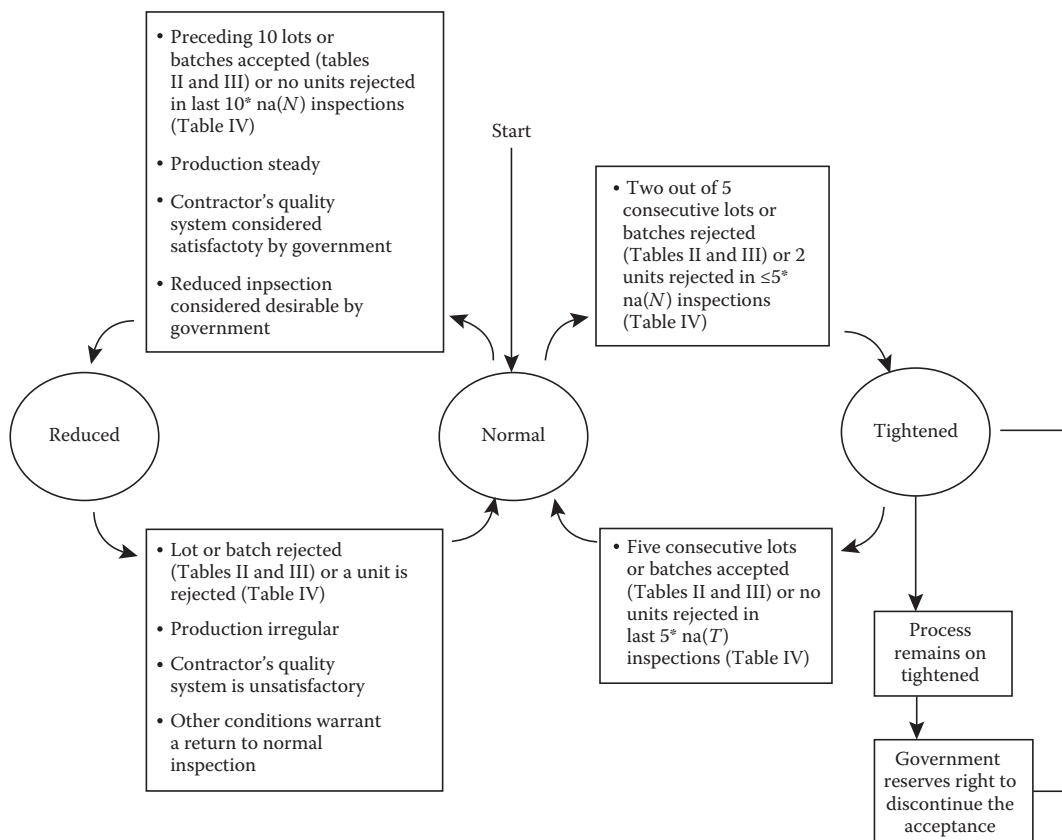 • Preceding 10 lots or
batches accepted (tables
II and III) or no units rejected
in last 10* na(N) inspections
(Table IV)
• Production steady
• Contractor's quality
system considered
satisfactoty by government
• Reduced inpsection
considered desirable by
government
Start
• Two out of 5
consecutive lots or
batches rejected
(Tables II and III) or 2
units rejected in ≤5*
na(N) inspections
(Table IV)
Reduced
Normal
Tightened
• Lot or batch rejected
(Tables II and III) or a unit is
rejected (Table IV)
• Production irregular
• Contractor's quality
system is unsatisfactory
• Other conditions warrant
a return to normal
inspection
• Five consecutive lots
or batches accepted
(Tables II and III) or no
units rejected in
last 5* na(T)
inspections (Table IV)
Process
remains on
tightened
Government
reserves right to
discontinue the
acceptance